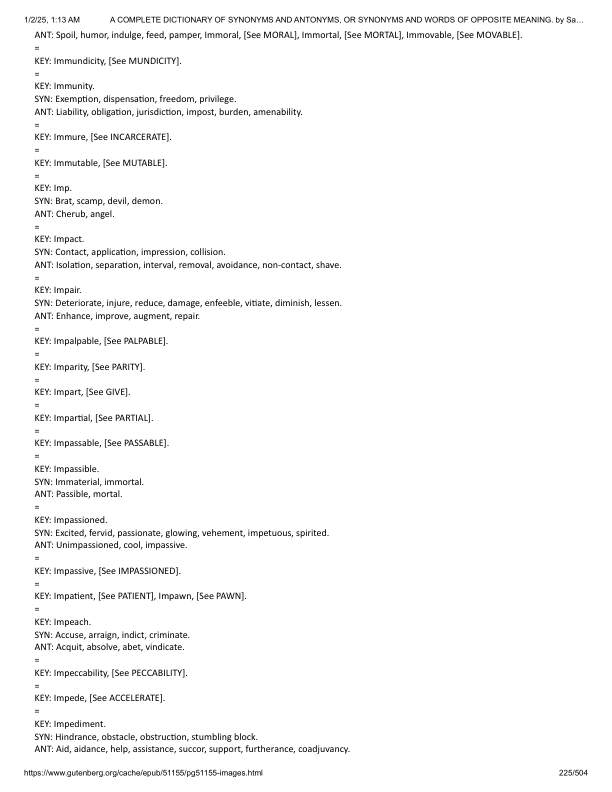 1/2/25, 1:13 AM A COMPLETE DICTIONARY OF SYNONYMS AND ANTONYMS, OR SYNONYMS AND WORDS OF OPPOSITE MEANING. by Sa…
ANT: Spoil, humor, indulge, feed, pamper, Immoral, [See MORAL], Immortal, [See MORTAL], Immovable, [See MOVABLE].
=
KEY: Immundicity, [See MUNDICITY].
=
KEY: Immunity.
SYN: Exemption, dispensation, freedom, privilege.
ANT: Liability, obligation, jurisdiction, impost, burden, amenability.
=
KEY: Immure, [See INCARCERATE].
=
KEY: Immutable, [See MUTABLE].
=
KEY: Imp.
SYN: Brat, scamp, devil, demon.
ANT: Cherub, angel.
=
KEY: Impact.
SYN: Contact, application, impression, collision.
ANT: Isolation, separation, interval, removal, avoidance, non-contact, shave.
=
KEY: Impair.
SYN: Deteriorate, injure, reduce, damage, enfeeble, vitiate, diminish, lessen.
ANT: Enhance, improve, augment, repair.
=
KEY: Impalpable, [See PALPABLE].
=
KEY: Imparity, [See PARITY].
=
KEY: Impart, [See GIVE].
=
KEY: Impartial, [See PARTIAL].
=
KEY: Impassable, [See PASSABLE].
=
KEY: Impassible.
SYN: Immaterial, immortal.
ANT: Passible, mortal.
=
KEY: Impassioned.
SYN: Excited, fervid, passionate, glowing, vehement, impetuous, spirited.
ANT: Unimpassioned, cool, impassive.
=
KEY: Impassive, [See IMPASSIONED].
=
KEY: Impatient, [See PATIENT], Impawn, [See PAWN].
=
KEY: Impeach.
SYN: Accuse, arraign, indict, criminate.
ANT: Acquit, absolve, abet, vindicate.
=
KEY: Impeccability, [See PECCABILITY].
=
KEY: Impede, [See ACCELERATE].
=
KEY: Impediment.
SYN: Hindrance, obstacle, obstruction, stumbling block.
ANT: Aid, aidance, help, assistance, succor, support, furtherance, coadjuvancy.
https://www.gutenberg.org/cache/epub/51155/pg51155-images.html 225/504